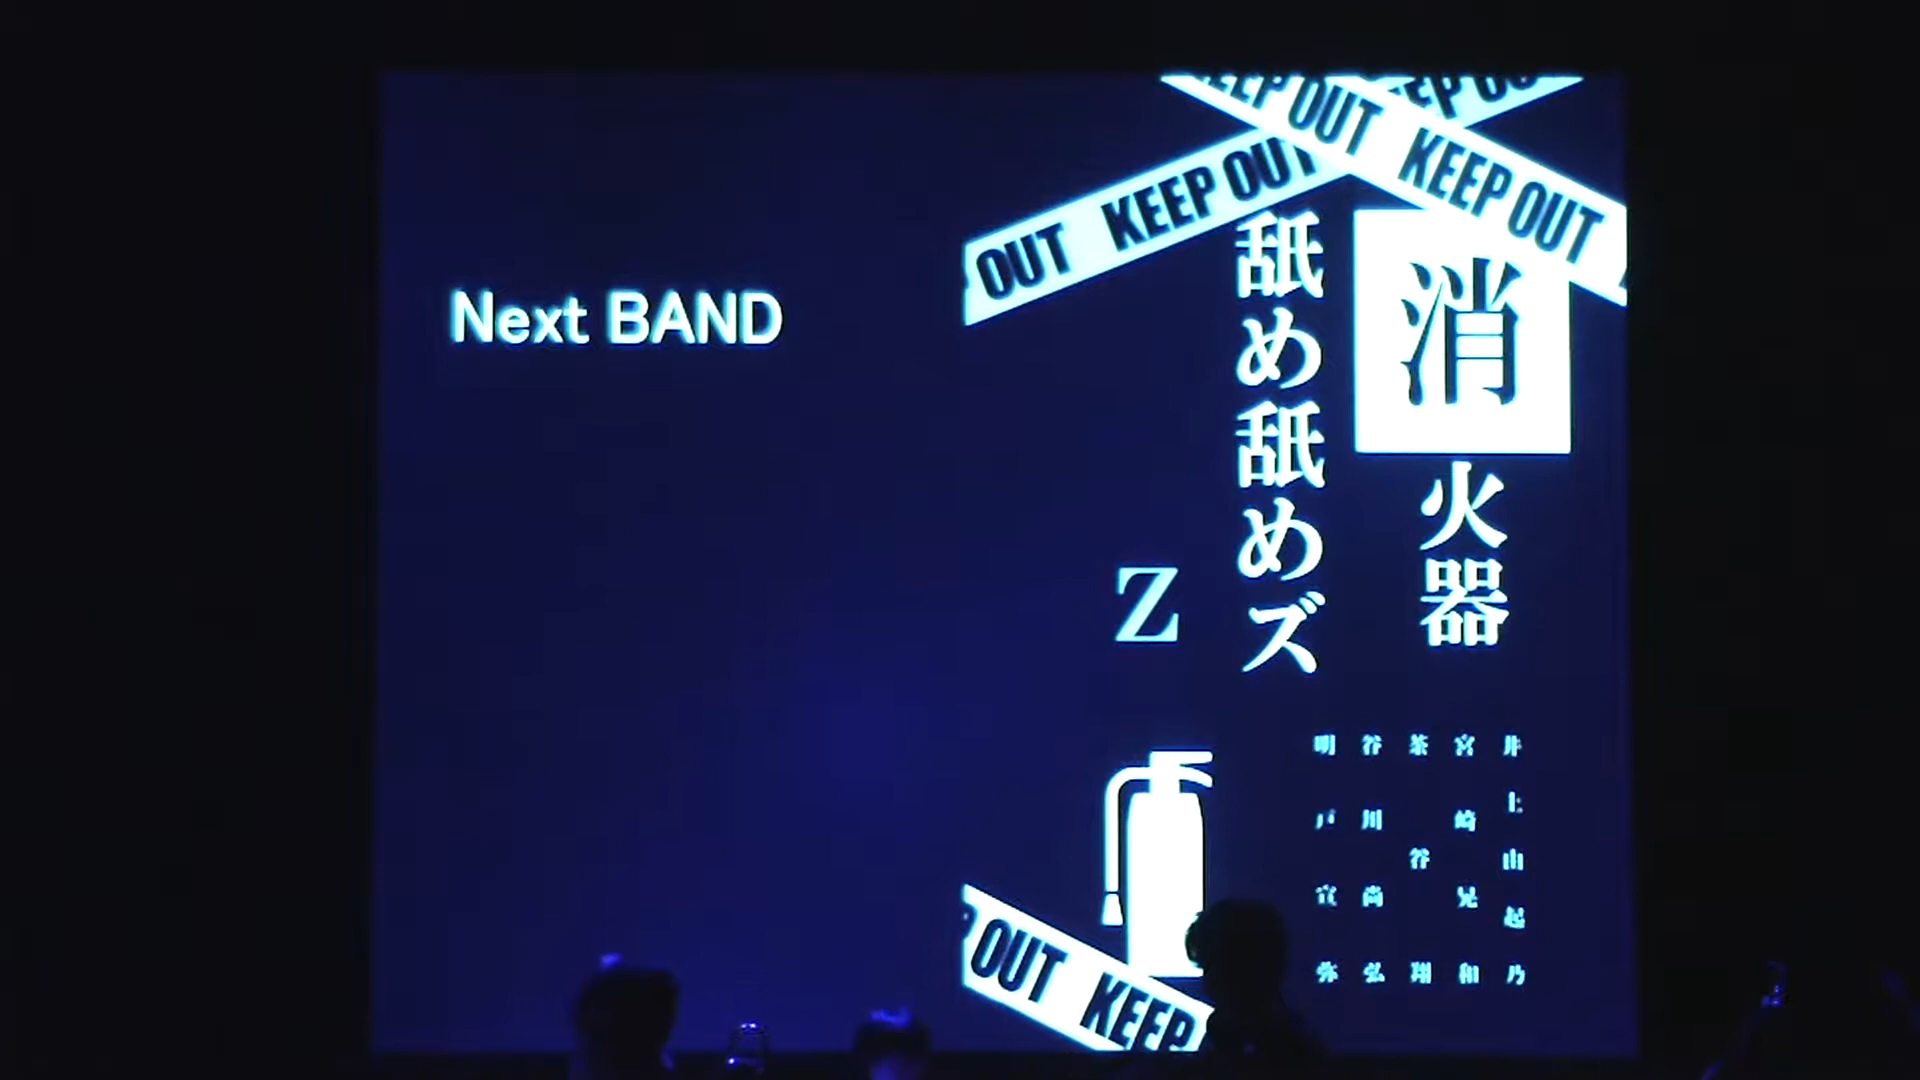 Next BAND
KEEP OUT
KEEP OUT
KEEP OUT
OUT KEEP OUT
消火器
舐め舐めズ
Z
井上由起乃
宮崎晃和
茶谷翔
谷川尚弘
明戸宣弥
OUT KEEP